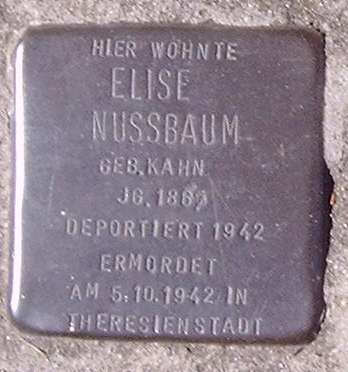 HIER WOHNTE
ELISE
NUSSBAUM
GEB. KAHN
JG.
DEPORTIERT 1942
ERMORDET
AM 5.10.1942 IN
THERESIENSTADT